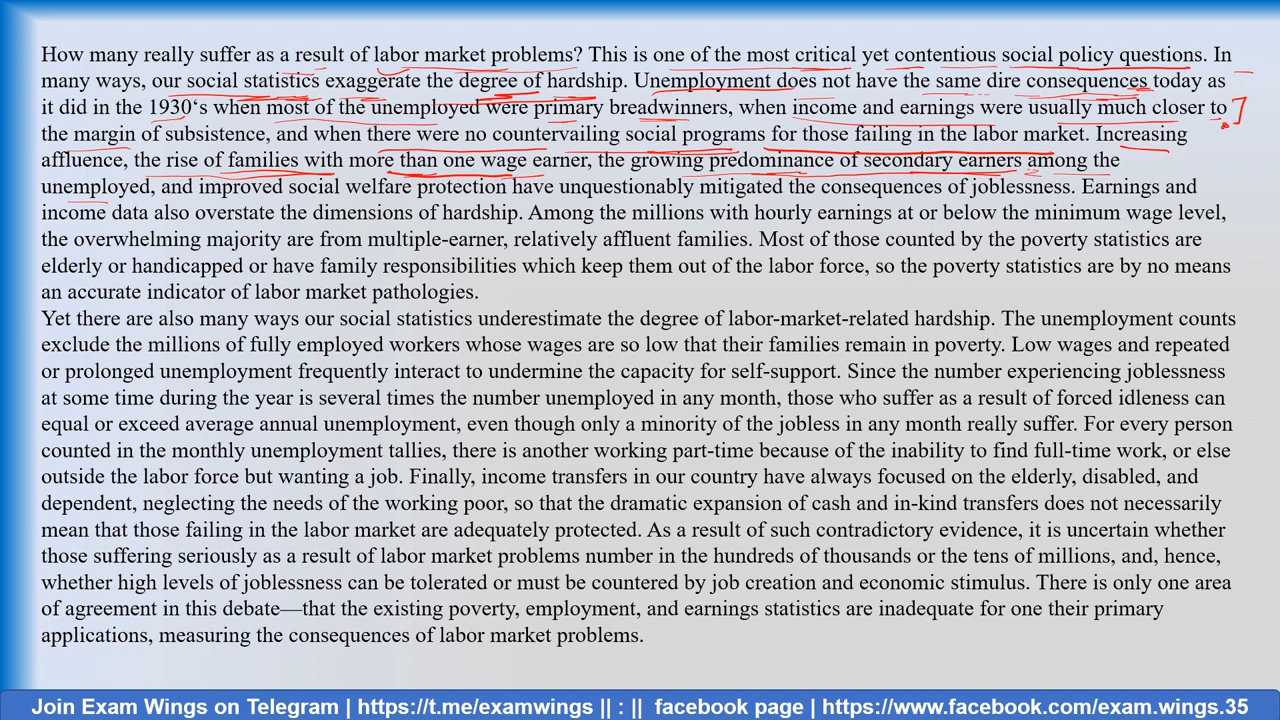 How many really suffer as a result of labor market problems? This is one of the most critical yet contentious social policy questions. In
many ways, our social statistics exaggerate the degree of hardship. Unemployment does not have the same dire consequences today as
it did in the 1930‘s when most of the unemployed were primary breadwinners, when income and earnings were usually much closer to
the margin of subsistence, and when there were no countervailing social programs for those failing in the labor market. Increasing
affluence, the rise of families with more than one wage earner, the growing predominance of secondary earners among the
unemployed, and improved social welfare protection have unquestionably mitigated the consequences of joblessness. Earnings and
income data also overstate the dimensions of hardship. Among the millions with hourly earnings at or below the minimum wage level,
the overwhelming majority are from multiple-earner, relatively affluent families. Most of those counted by the poverty statistics are
elderly or handicapped or have family responsibilities which keep them out of the labor force, so the poverty statistics are by no means
an accurate indicator of labor market pathologies.
Yet there are also many ways our social statistics underestimate the degree of labor-market-related hardship. The unemployment counts
exclude the millions of fully employed workers whose wages are so low that their families remain in poverty. Low wages and repeated
or prolonged unemployment frequently interact to undermine the capacity for self-support. Since the number experiencing joblessness
at some time during the year is several times the number unemployed in any month, those who suffer as a result of forced idleness can
equal or exceed average annual unemployment, even though only a minority of the jobless in any month really suffer. For every person
counted in the monthly unemployment tallies, there is another working part-time because of the inability to find full-time work, or else
outside the labor force but wanting a job. Finally, income transfers in our country have always focused on the elderly, disabled, and
dependent, neglecting the needs of the working poor, so that the dramatic expansion of cash and in-kind transfers does not necessarily
mean that those failing in the labor market are adequately protected. As a result of such contradictory evidence, it is uncertain whether
those suffering seriously as a result of labor market problems number in the hundreds of thousands or the tens of millions, and, hence,
whether high levels of joblessness can be tolerated or must be countered by job creation and economic stimulus. There is only one area
of agreement in this debate—that the existing poverty, employment, and earnings statistics are inadequate for one their primary
applications, measuring the consequences of labor market problems.
Join Exam Wings on Telegram | https://t.me/examwings || : || facebook page | https://www.facebook.com/exam.wings.35